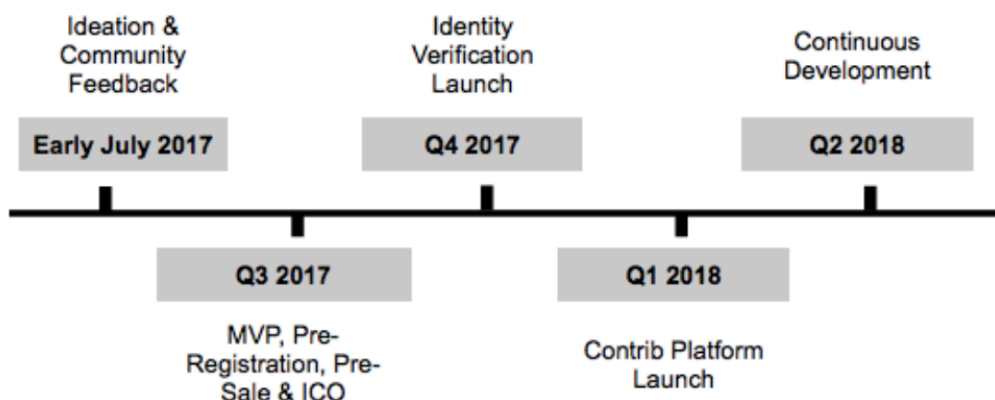 Ideation &
Community
Feedback
Early July 2017
Identity
Verification
Launch
Q4 2017
Continuous
Development
Q2 2018
Q3 2017
MVP, Pre-
Registration, Pre-
Sale & ICO
Q1 2018
Contrib Platform
Launch